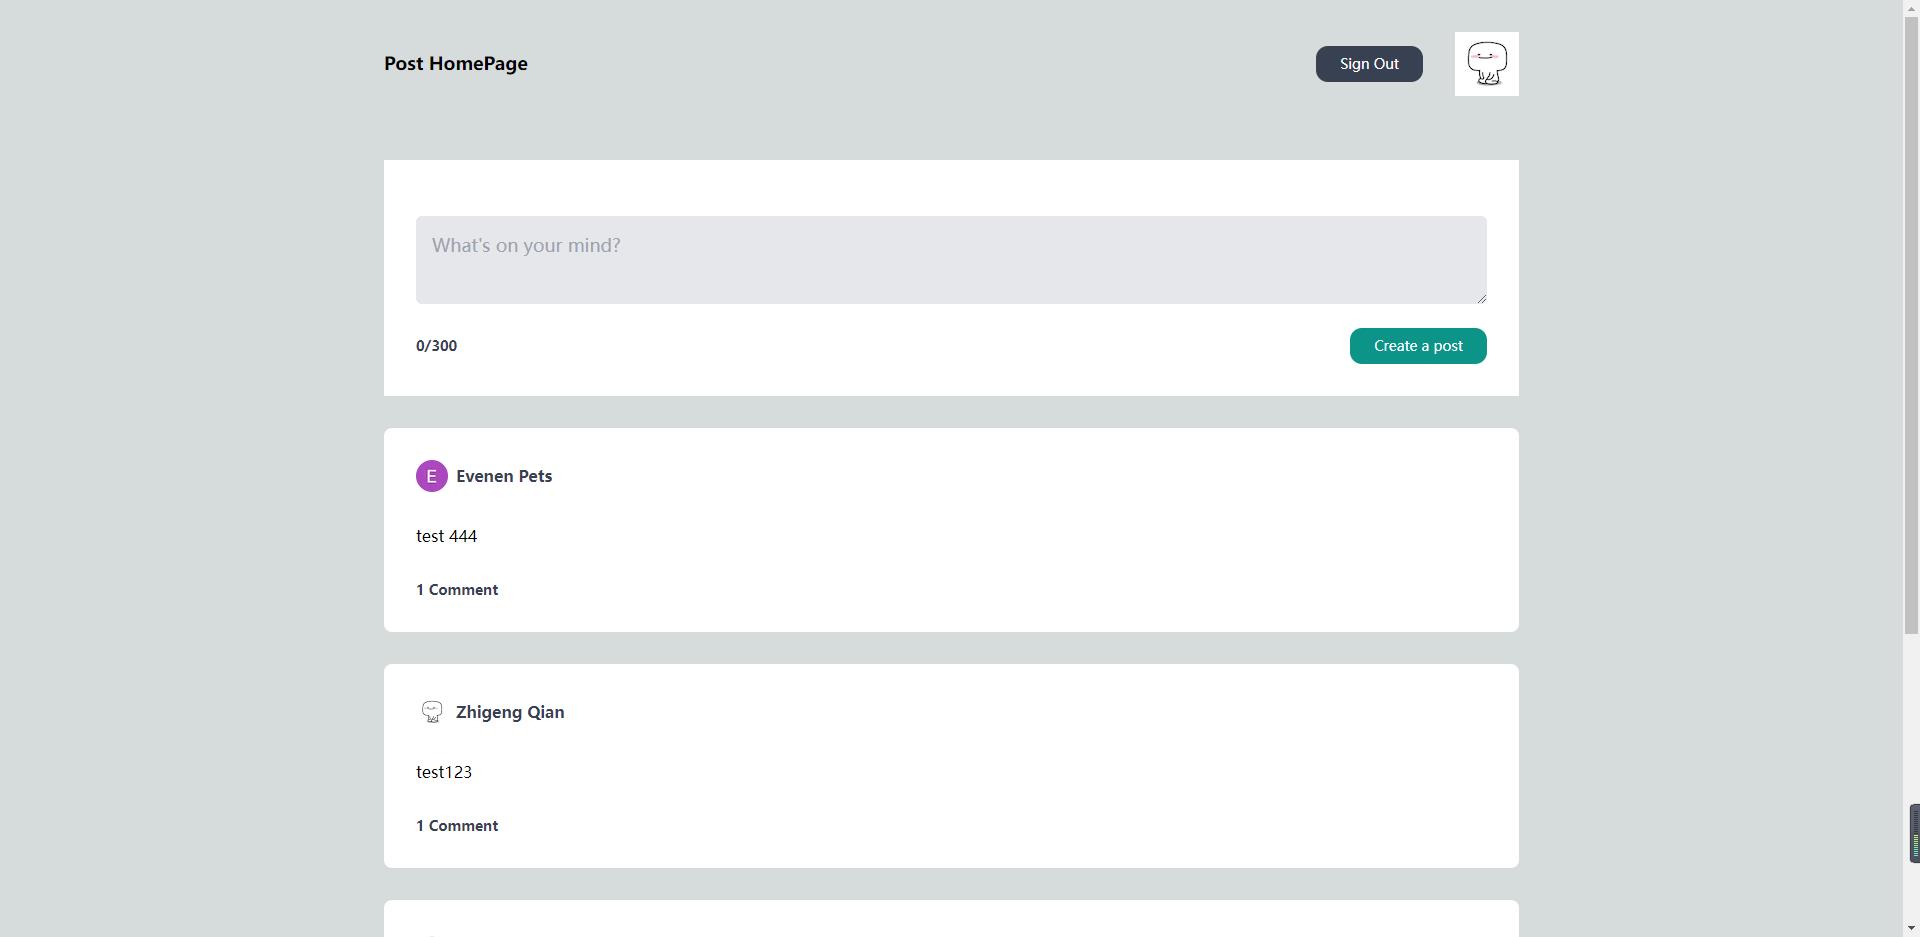 Post HomePage
Sign Out
What's on your mind?
0/300
Create a post
E
Evenen Pets
test 444
1 Comment
Zhigeng Qian
test123
1 Comment